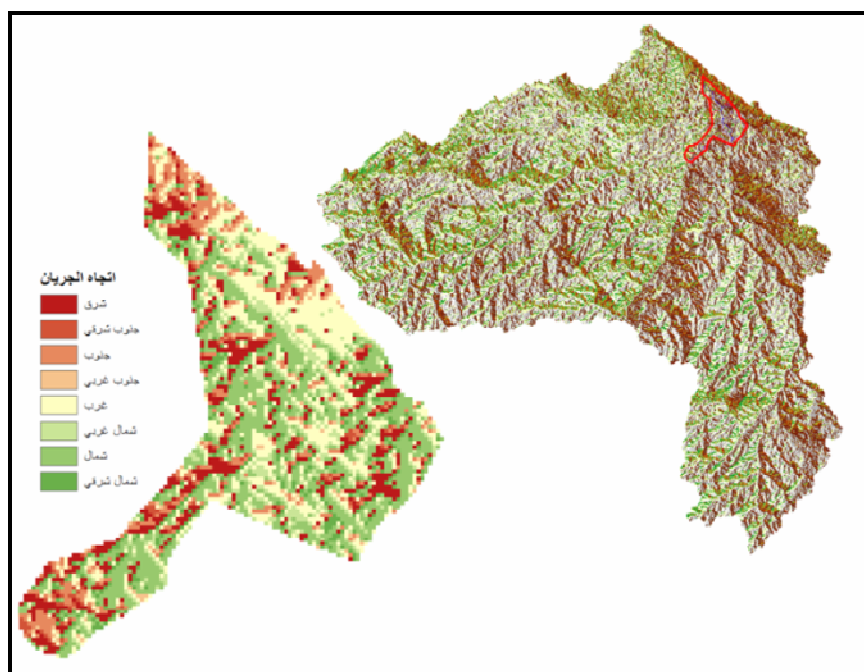 اتجاه الجريان
شرق
جنوب شرقي
جنوب
جنوب غربي
غرب
شمال غربي
شمال
شمال شرقي